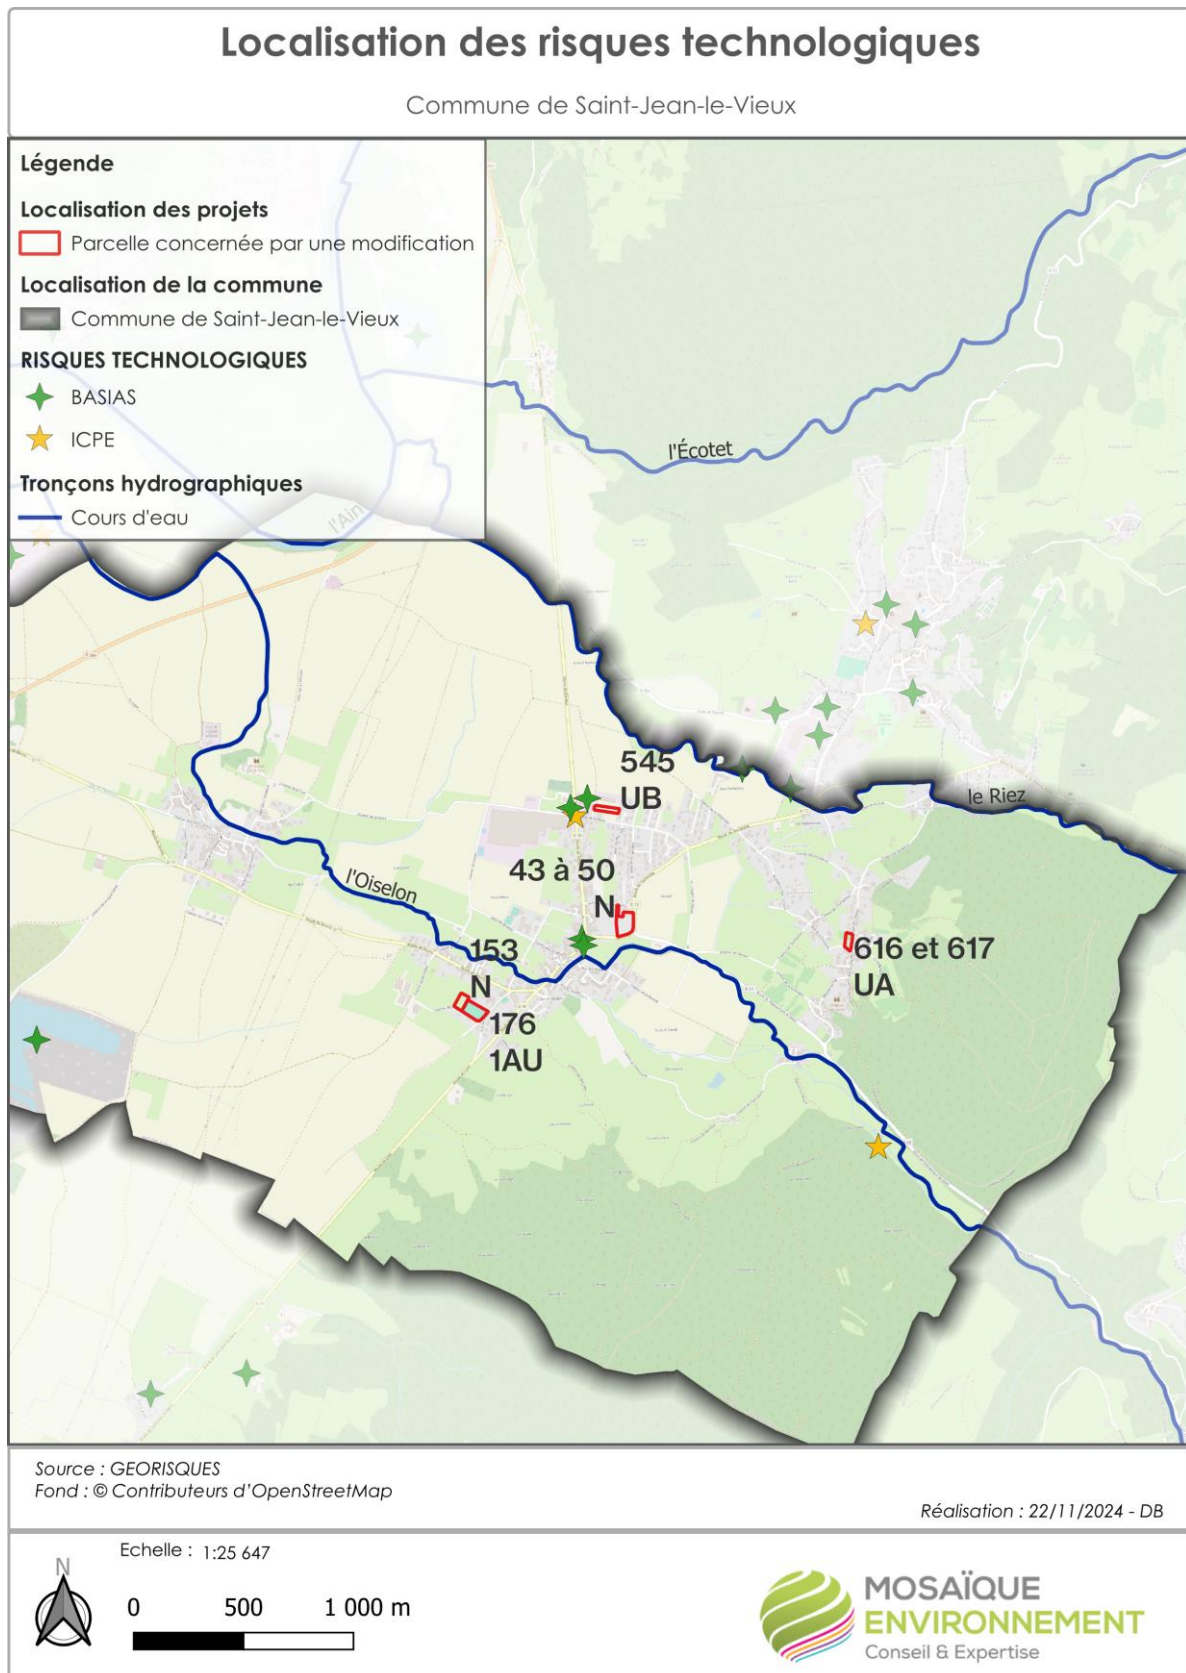 Localisation des risques technologiques
Commune de Saint-Jean-le-Vieux
Légende
Localisation des projets
Parcelle concernée par une modification
Localisation de la commune
Commune de Saint-Jean-le-Vieux
RISQUES TECHNOLOGIQUES
BASIAS
ICPE
Tronçons hydrographiques
Cours d'eau
l'Écotet
l'Ain
545
UB
le Riez
43 à 50
N
l'Oiselon
153
N
616 et 617
UA
176
1AU
Source : GEORISQUES
Fond : © Contributeurs d'OpenStreetMap
Réalisation : 22/11/2024 - DB
Echelle : 1:25 647
N
0 500 1 000 m
MOSAÏQUE
ENVIRONNEMENT
Conseil & Expertise